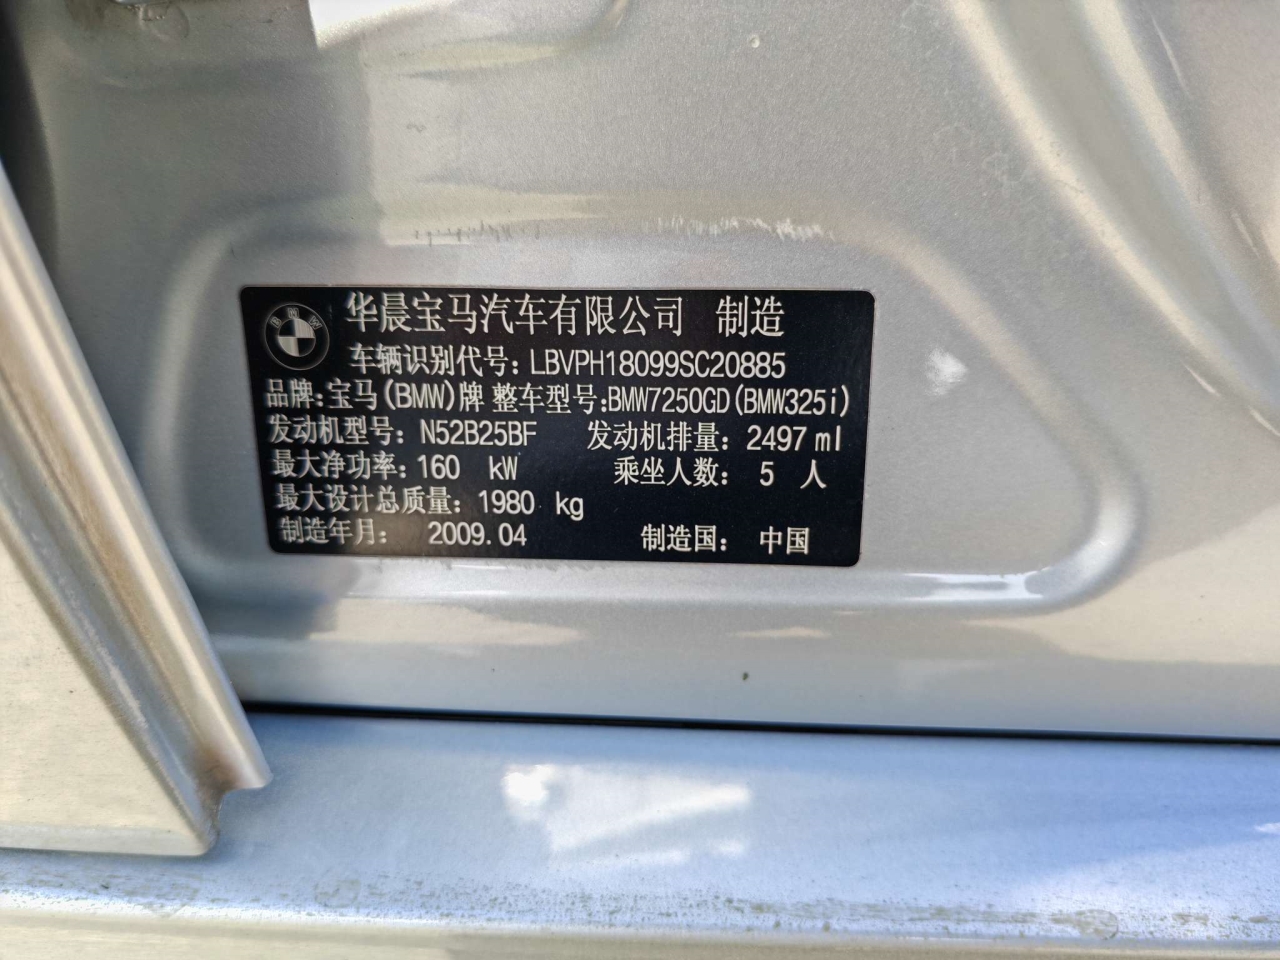 华晨宝马汽车有限公司 制造
车辆识别代号: LBVPH18099SC20885
品牌:宝马(BMW)牌 整车型号:BMW7250GD(BMW325i)
发动机型号: N52B25BF 发动机排量: 2497 ml
最大净功率: 160 kW 乘坐人数: 5 人
最大设计总质量: 1980 kg
制造年月: 2009.04 制造国: 中国